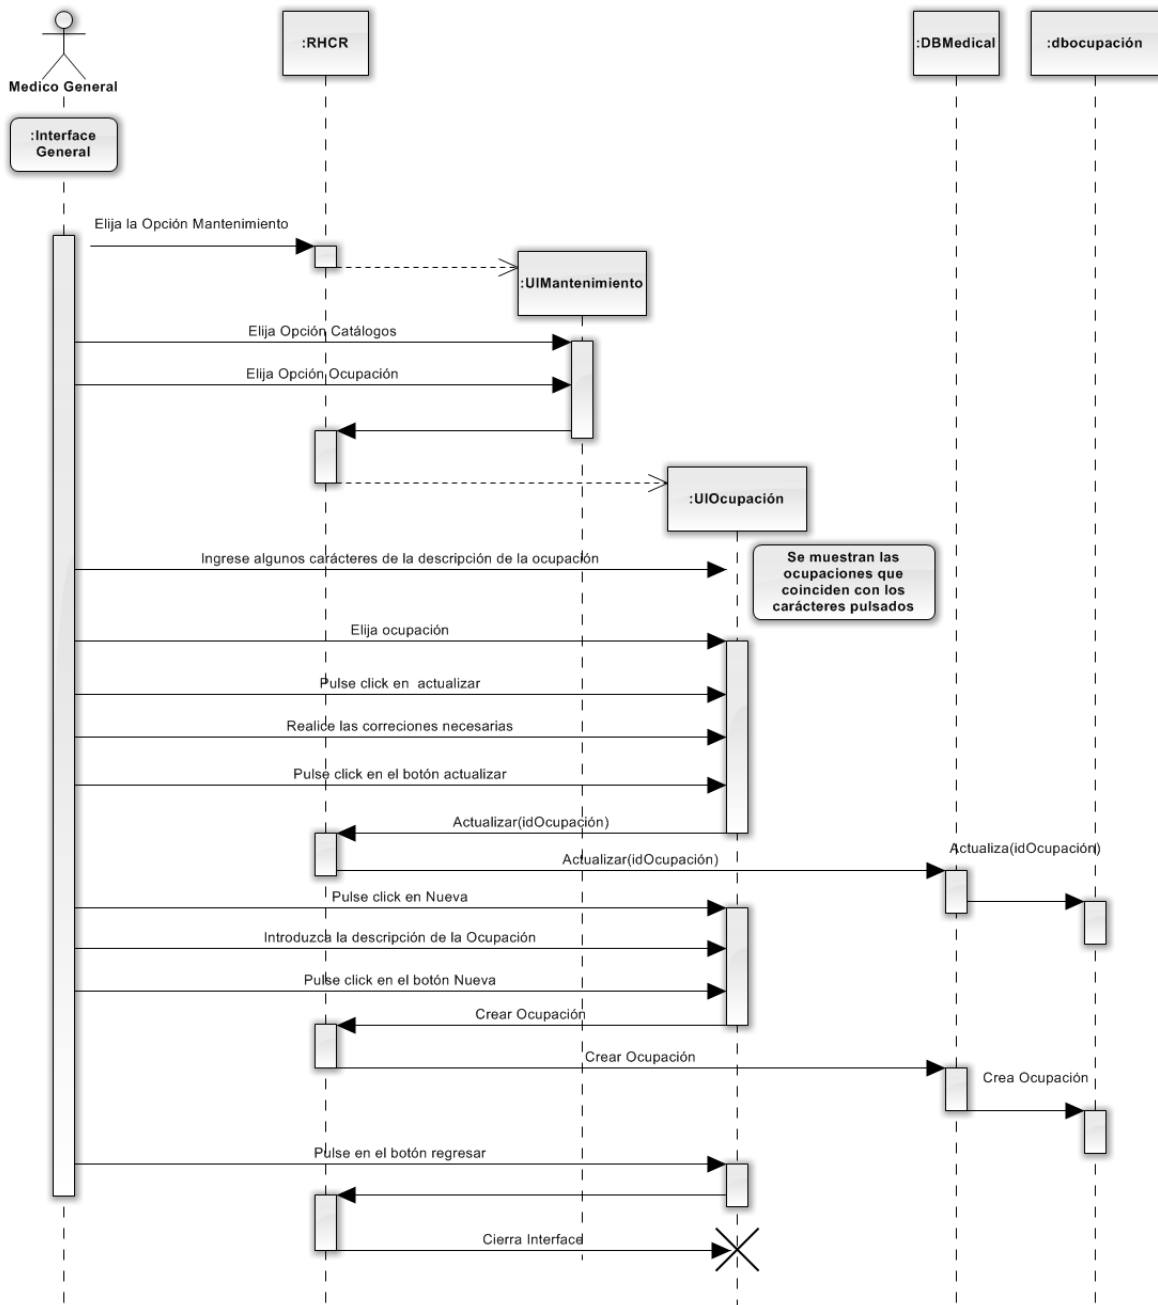 :RHCR
:DBMedical
:dbocupación
Medico General
:Interface
General
Elija la Opción Mantenimiento
:UIMantenimiento
Elija Opción Catálogos
Elija Opción Ocupación
:UIOcupación
Ingrese algunos carácteres de la descripción de la ocupación
Se muestran las
ocupaciones que
coinciden con los
carácteres pulsados
Elija ocupación
Pulse click en actualizar
Realice las correciones necesarias
Pulse click en el botón actualizar
Actualizar(idOcupación)
Actualizar(idOcupación)
Actualiza(idOcupación)
Pulse click en Nueva
Introduzca la descripción de la Ocupación
Pulse click en el botón Nueva
Crear Ocupación
Crear Ocupación
Crea Ocupación
Pulse en el botón regresar
Cierra Interface